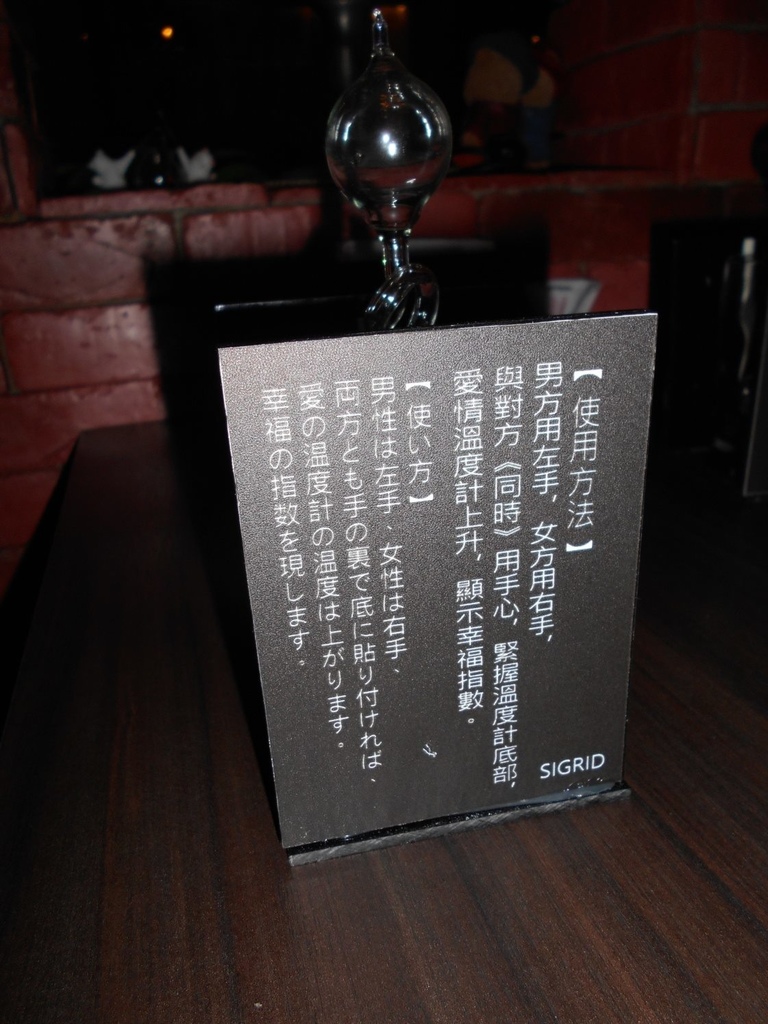 【使用方法】
男方用左手，女方用右手，
與對方《同時》用手心，緊握溫度計底部，
愛情溫度計上升，顯示幸福指數。
【使い方】
男性は左手、女性は右手、
両方とも手の裏で底に貼り付ければ、
愛の温度計の温度は上がります。
幸福の指数を現します。
SIGRID